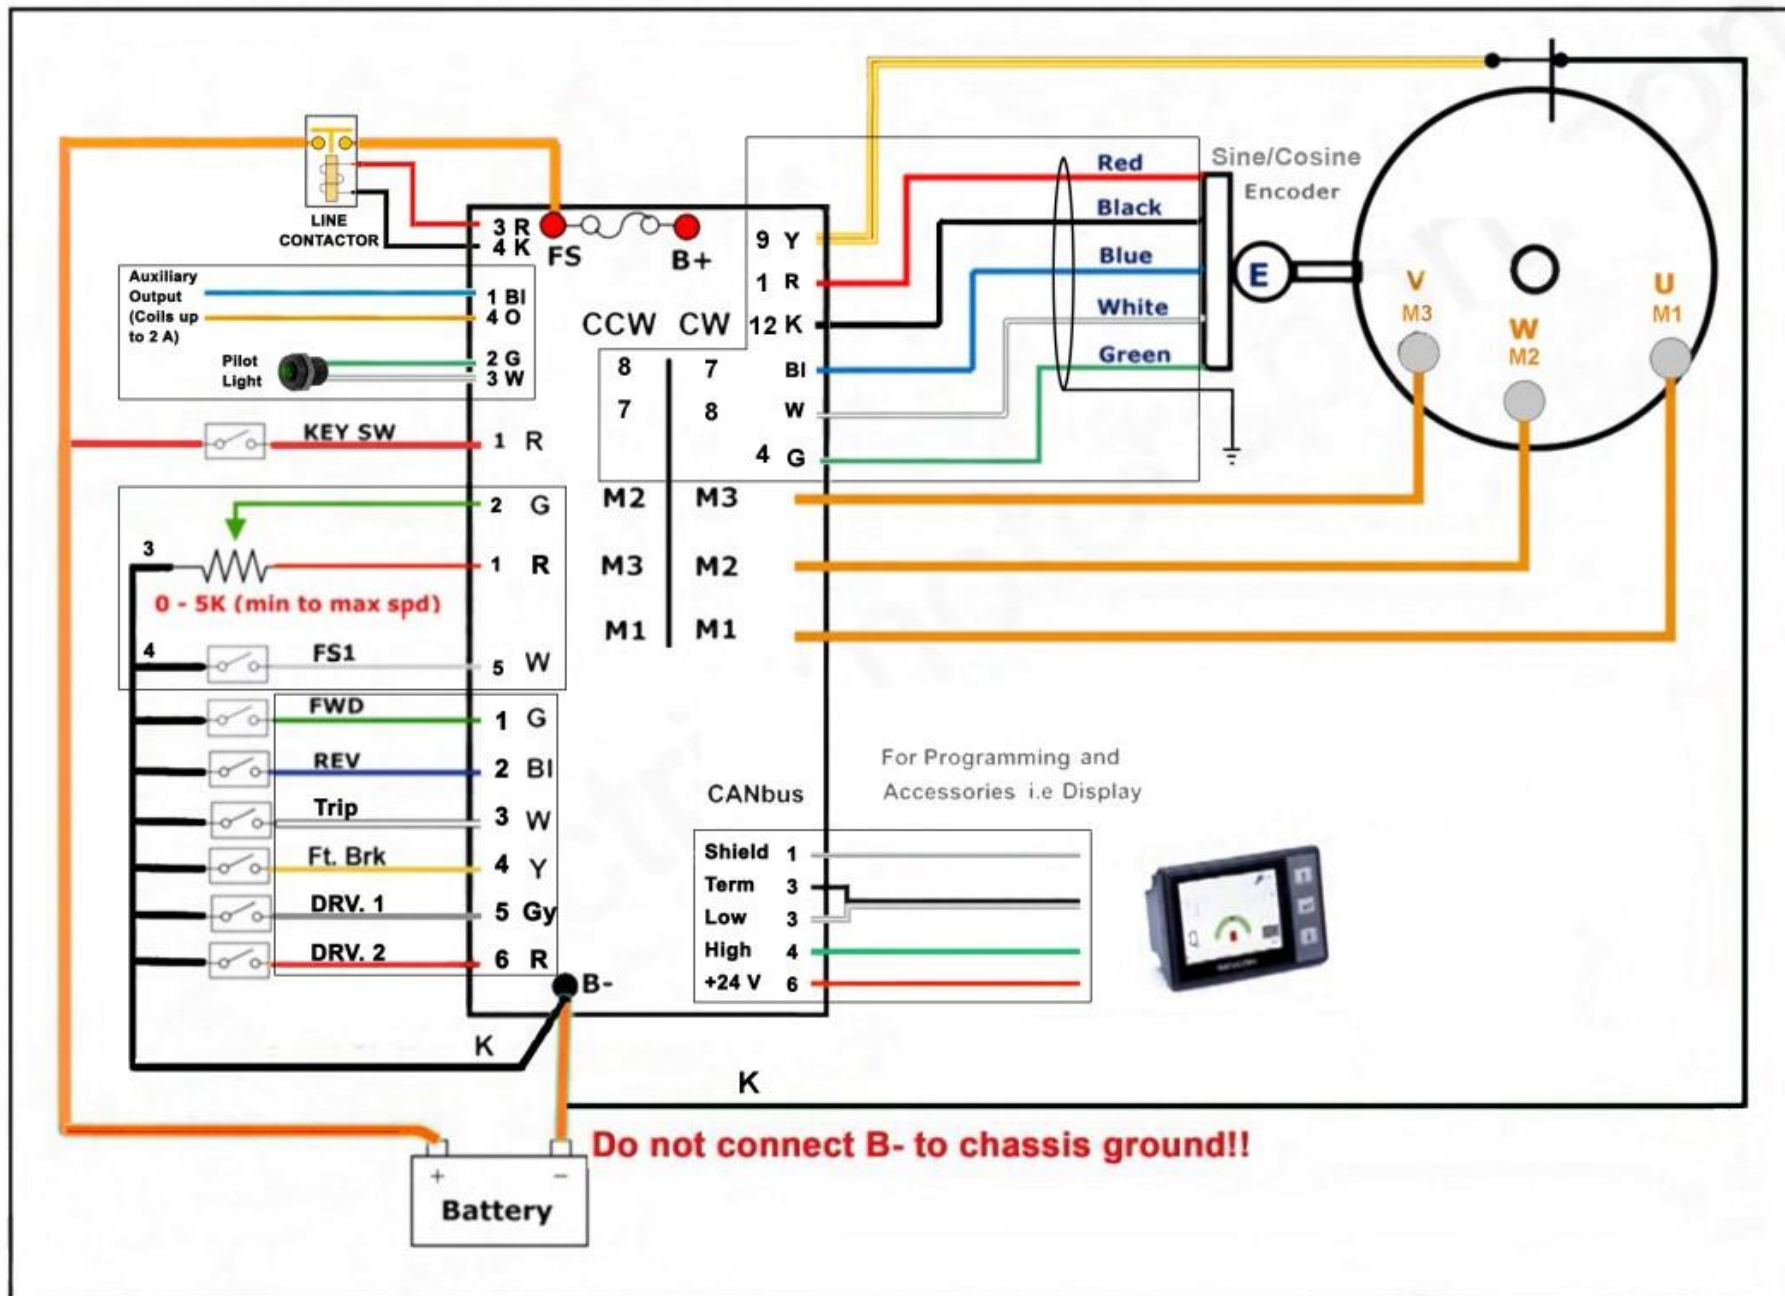 LINE
CONTACTOR
3 R
4 K
FS
B+
Auxiliary
Output
(Coils up
to 2 A)
1 Bl
4 O
Pilot
Light
2 G
3 W
KEY SW
1 R
2 G
3
1 R
0 - 5K (min to max spd)
4
FS1
5 W
FWD
1 G
REV
2 Bl
Trip
3 W
Ft. Brk
4 Y
DRV. 1
5 Gy
DRV. 2
6 R
B-
K
CCW CW
8 7
7 8
M2 M3
M3 M2
M1 M1
9 Y
1 R
12 K
Bl
W
4 G
Red
Black
Blue
White
Green
Sine/Cosine
Encoder
E
V
M3
W
M2
U
M1
For Programming and
Accessories i.e Display
CANbus
Shield 1
Term 3
Low 3
High 4
+24 V 6
K
Do not connect B- to chassis ground!!
+ −
Battery